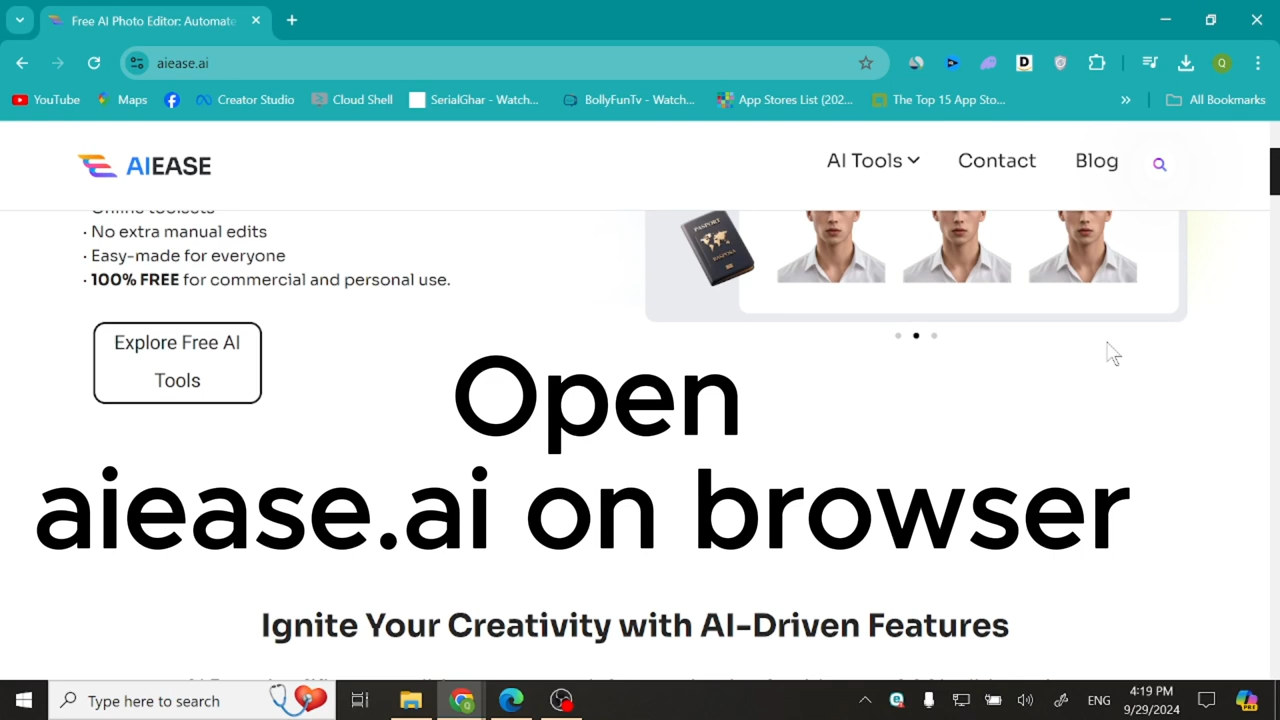 Free AI Photo Editor: Automate
aiease.ai
D
Q
YouTube
Maps
Creator Studio
Cloud Shell
SerialGhar - Watch...
BollyFunTv - Watch...
App Stores List (202...
The Top 15 App Sto...
»
All Bookmarks
AIEASE
AI Tools
Contact
Blog
· No extra manual edits
· Easy-made for everyone
· 100% FREE for commercial and personal use.
PASSPORT
Explore Free AI
Tools
Open
aiease.ai on browser
Ignite Your Creativity with AI-Driven Features
Type here to search
ENG
4:19 PM
9/29/2024
PRE